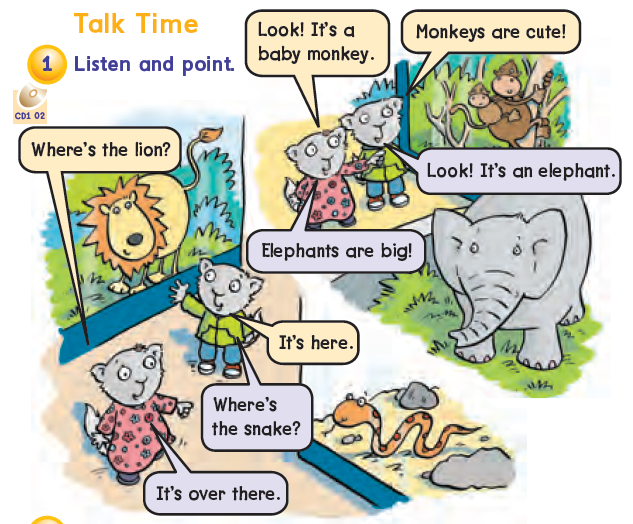 Talk Time
1 Listen and point.
CD1 02
Look! It's a
baby monkey.
Monkeys are cute!
Look! It's an elephant.
Elephants are big!
Where's the lion?
It's here.
Where's
the snake?
It's over there.